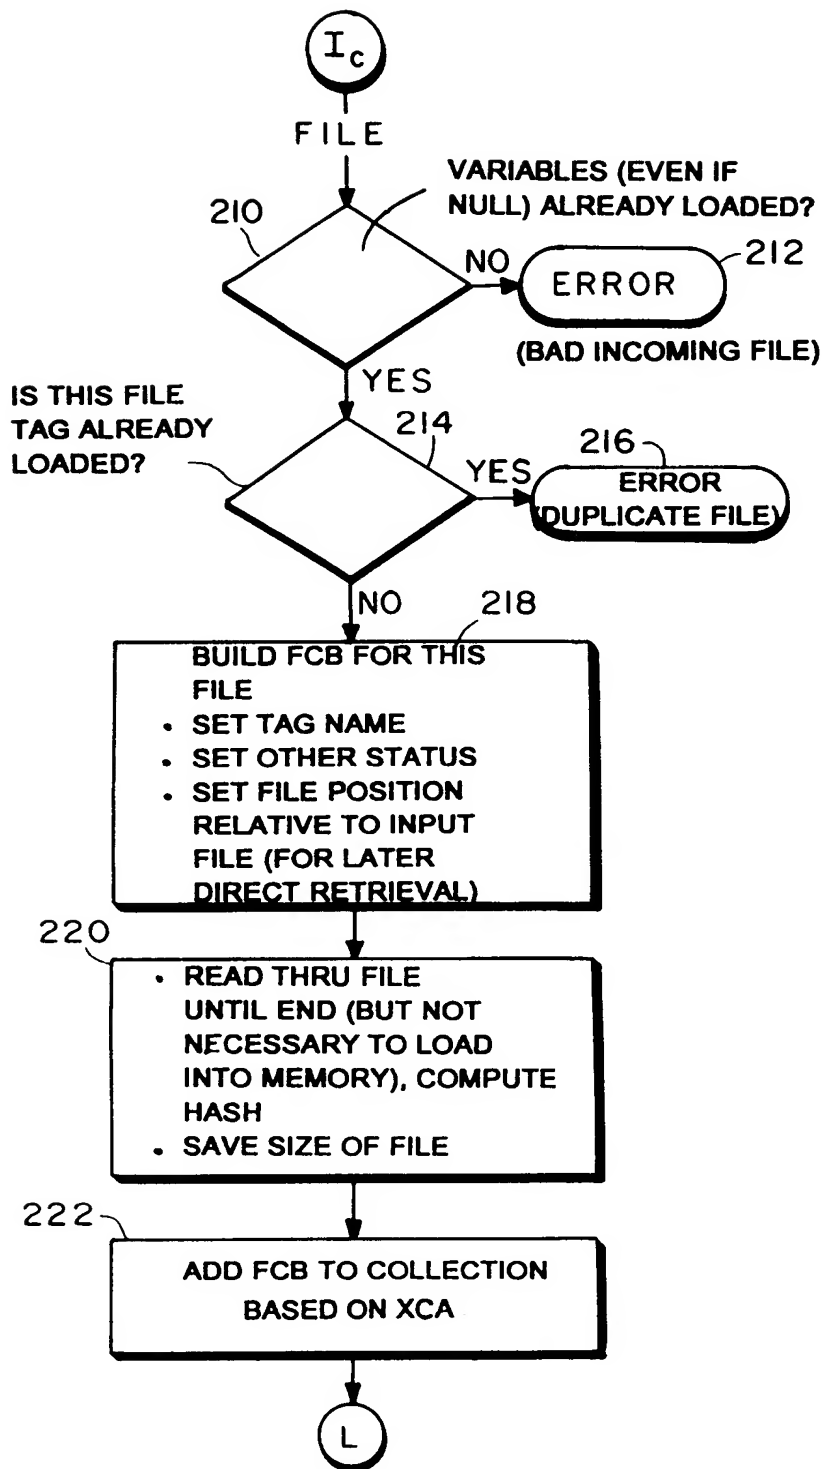 Ic
FILE
VARIABLES (EVEN IF
NULL) ALREADY LOADED?
210
NO
212
ERROR
(BAD INCOMING FILE)
YES
IS THIS FILE
TAG ALREADY
LOADED?
214
YES
216
ERROR
(DUPLICATE FILE)
NO
218
BUILD FCB FOR THIS
FILE
• SET TAG NAME
• SET OTHER STATUS
• SET FILE POSITION
RELATIVE TO INPUT
FILE (FOR LATER
DIRECT RETRIEVAL)
220
• READ THRU FILE
UNTIL END (BUT NOT
NECESSARY TO LOAD
INTO MEMORY), COMPUTE
HASH
• SAVE SIZE OF FILE
222
ADD FCB TO COLLECTION
BASED ON XCA
L